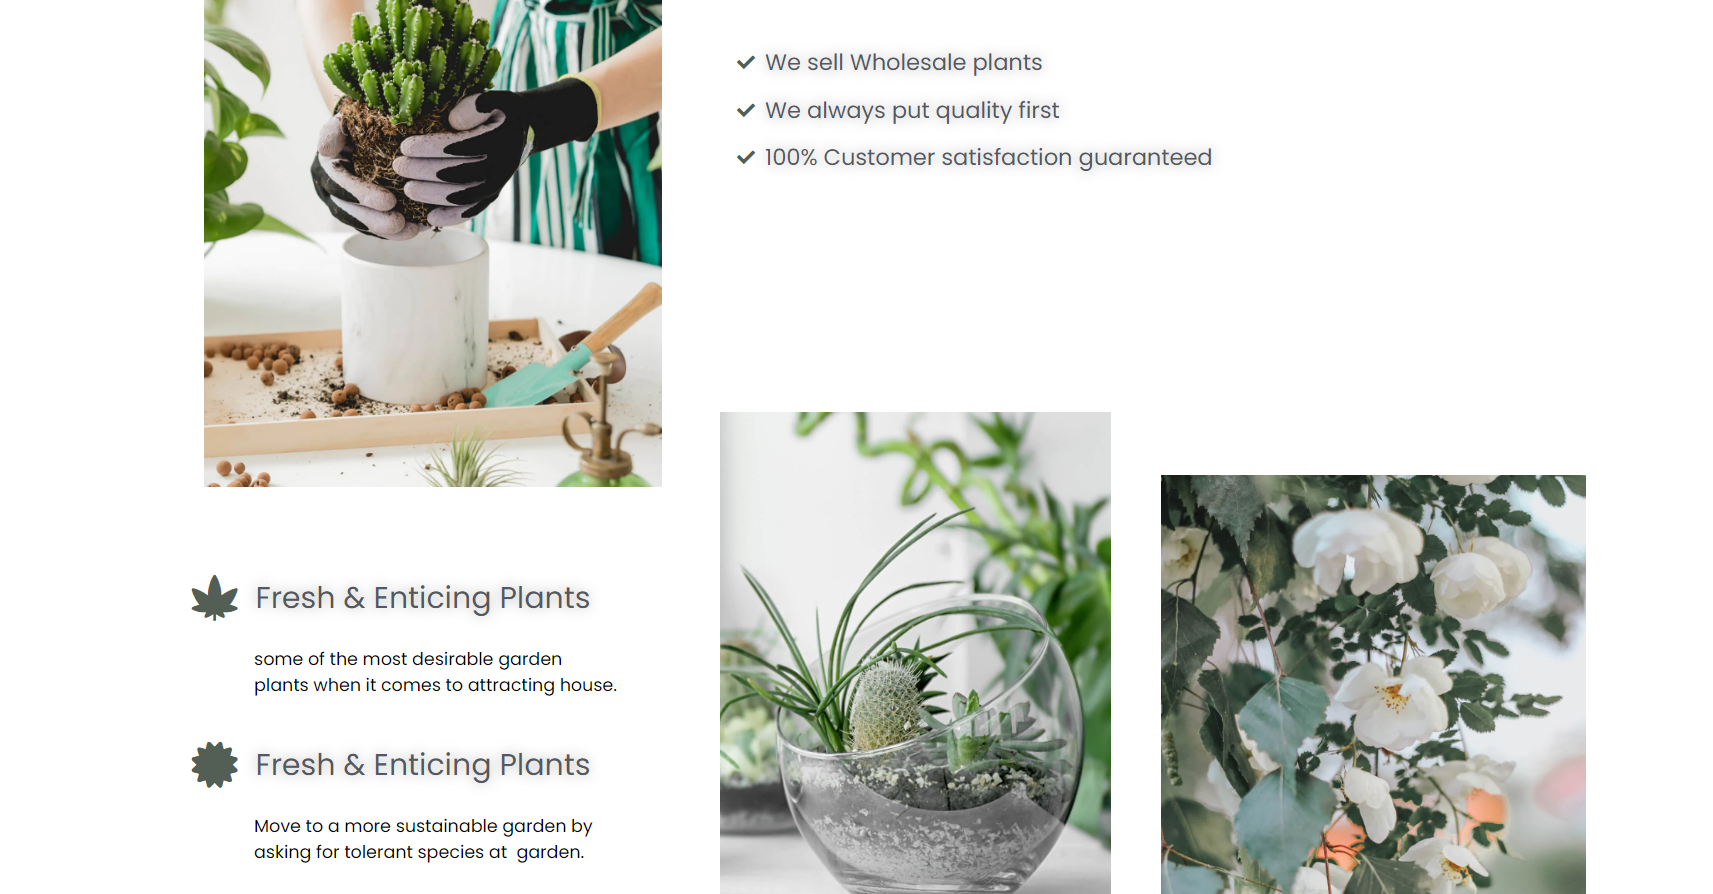 We sell Wholesale plants
We always put quality first
100% Customer satisfaction guaranteed
Fresh & Enticing Plants
some of the most desirable garden
plants when it comes to attracting house.
Fresh & Enticing Plants
Move to a more sustainable garden by
asking for tolerant species at  garden.